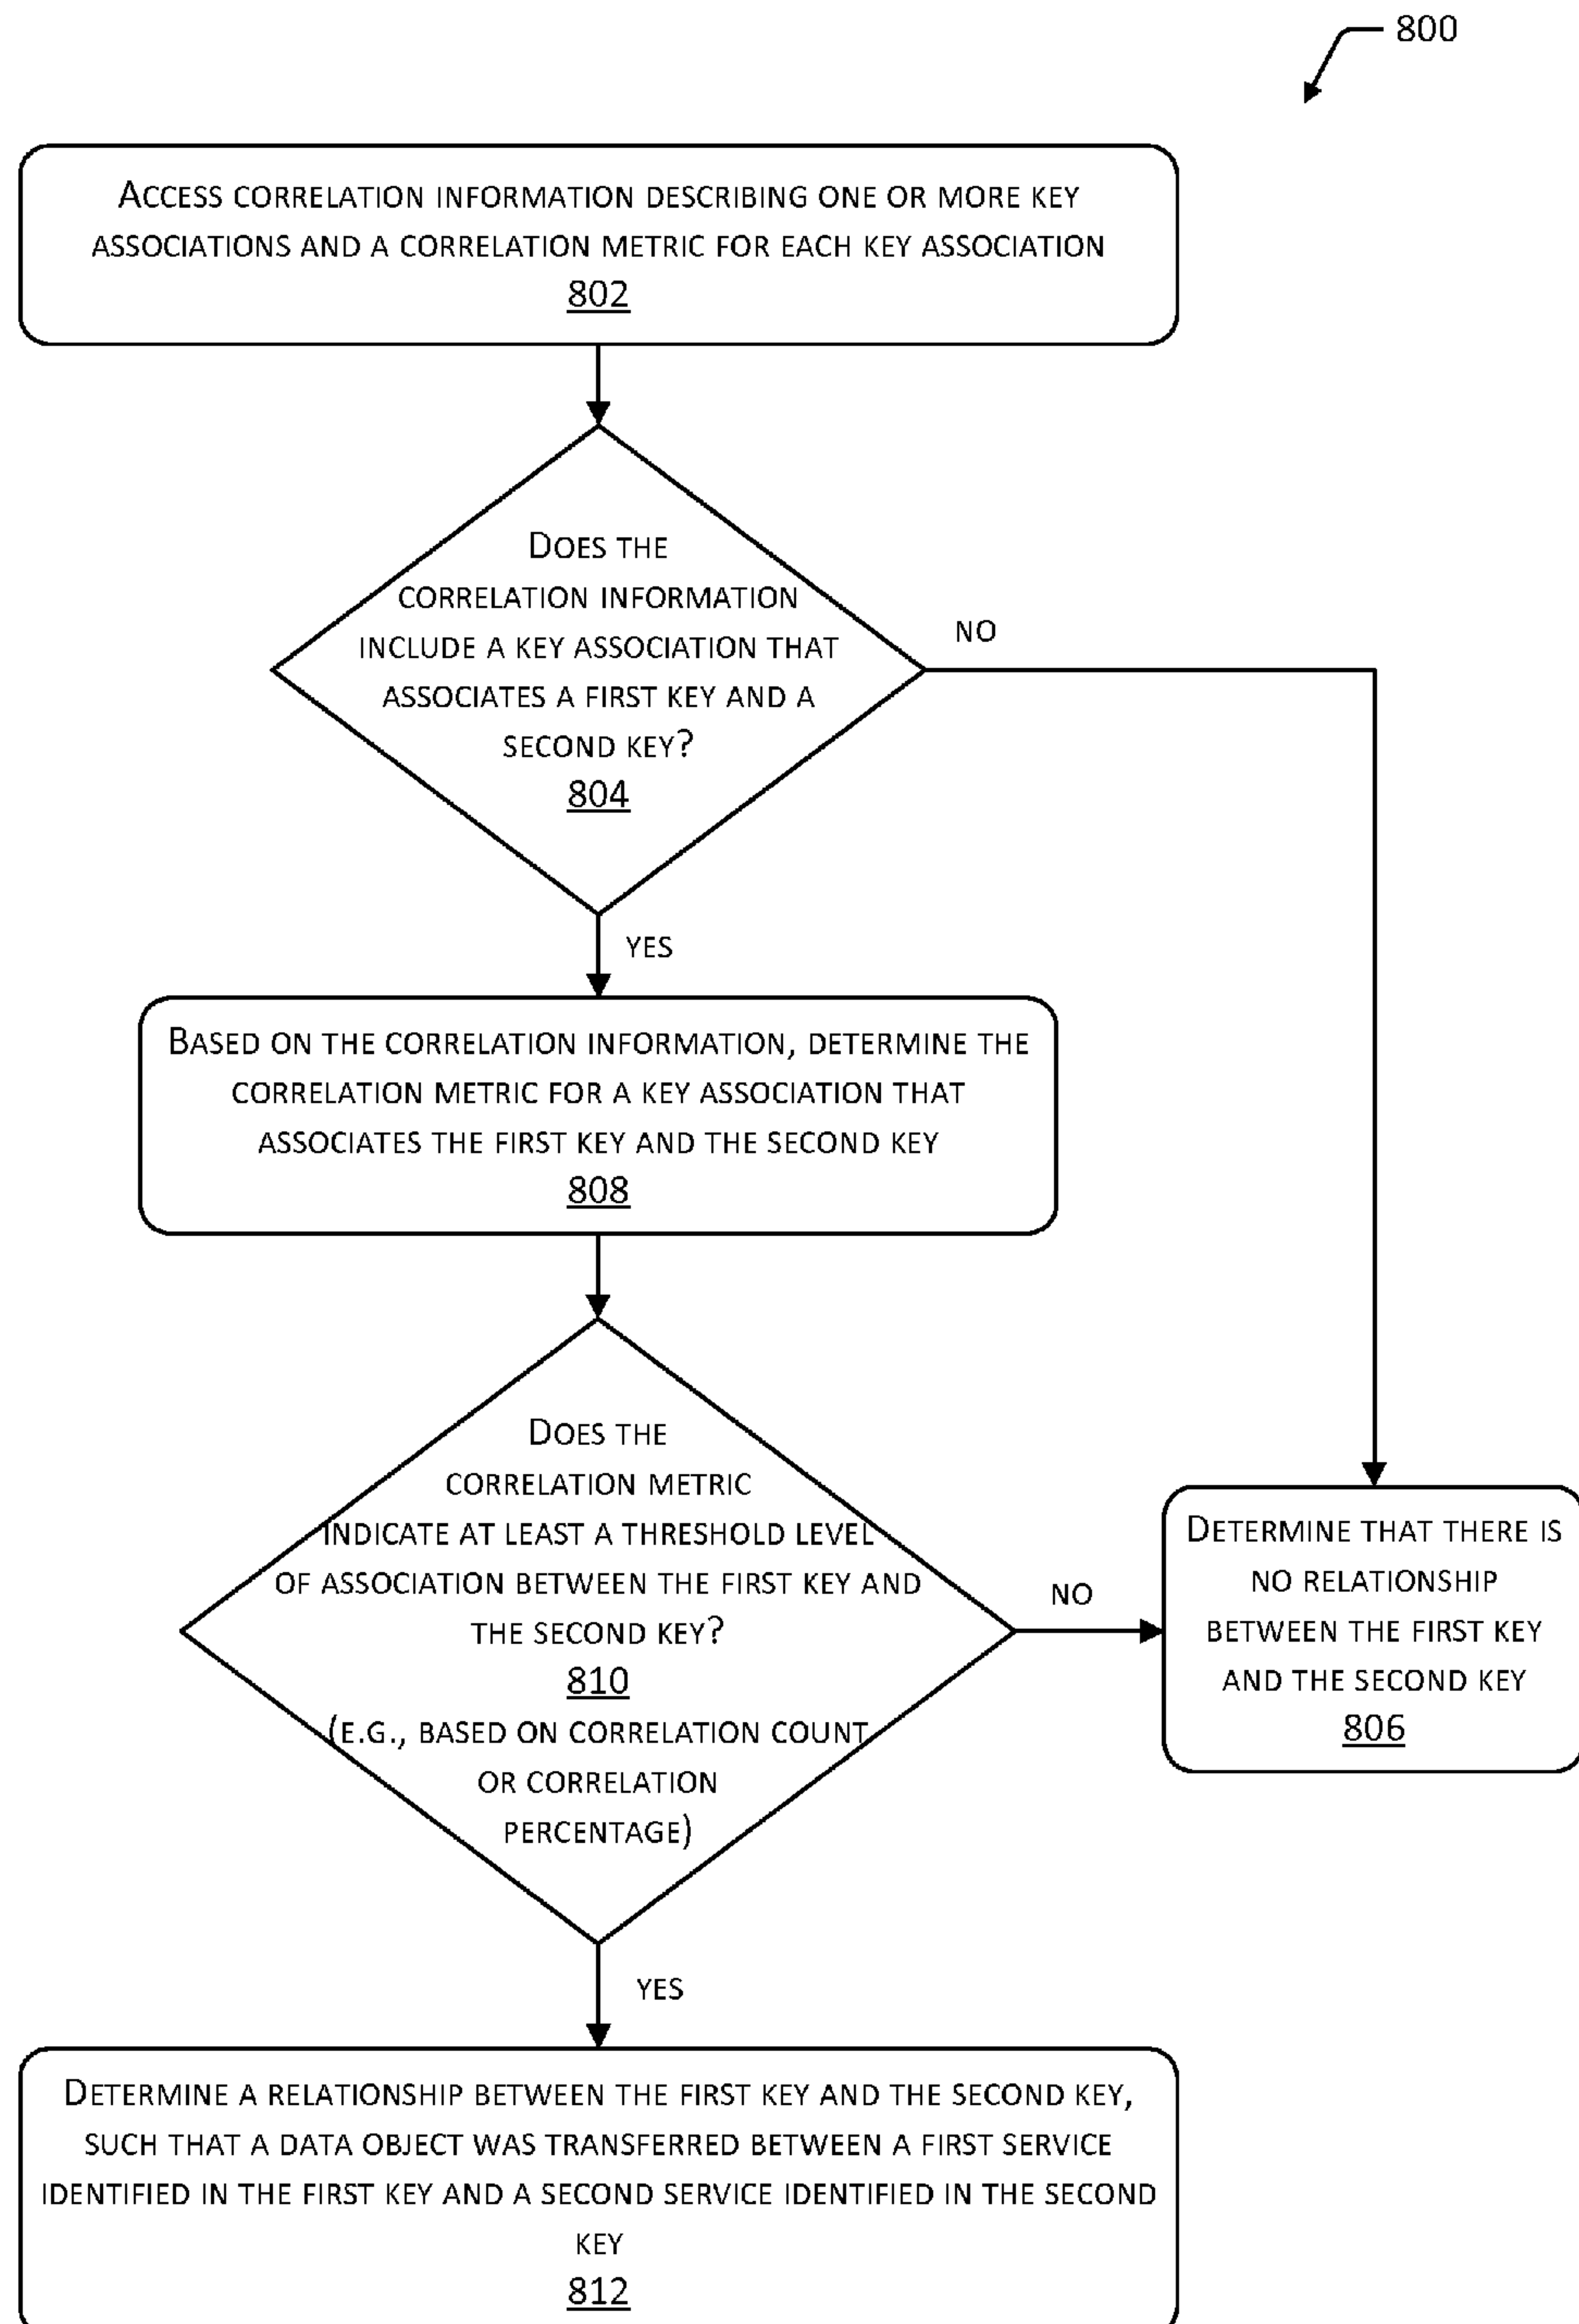 800
ACCESS CORRELATION INFORMATION DESCRIBING ONE OR MORE KEY
ASSOCIATIONS AND A CORRELATION METRIC FOR EACH KEY ASSOCIATION
802
DOES THE
CORRELATION INFORMATION
INCLUDE A KEY ASSOCIATION THAT
ASSOCIATES A FIRST KEY AND A
SECOND KEY?
804
NO
YES
BASED ON THE CORRELATION INFORMATION, DETERMINE THE
CORRELATION METRIC FOR A KEY ASSOCIATION THAT
ASSOCIATES THE FIRST KEY AND THE SECOND KEY
808
DOES THE
CORRELATION METRIC
INDICATE AT LEAST A THRESHOLD LEVEL
OF ASSOCIATION BETWEEN THE FIRST KEY AND
THE SECOND KEY?
810
(E.G., BASED ON CORRELATION COUNT
OR CORRELATION
PERCENTAGE)
NO
DETERMINE THAT THERE IS
NO RELATIONSHIP
BETWEEN THE FIRST KEY
AND THE SECOND KEY
806
YES
DETERMINE A RELATIONSHIP BETWEEN THE FIRST KEY AND THE SECOND KEY,
SUCH THAT A DATA OBJECT WAS TRANSFERRED BETWEEN A FIRST SERVICE
IDENTIFIED IN THE FIRST KEY AND A SECOND SERVICE IDENTIFIED IN THE SECOND
KEY
812